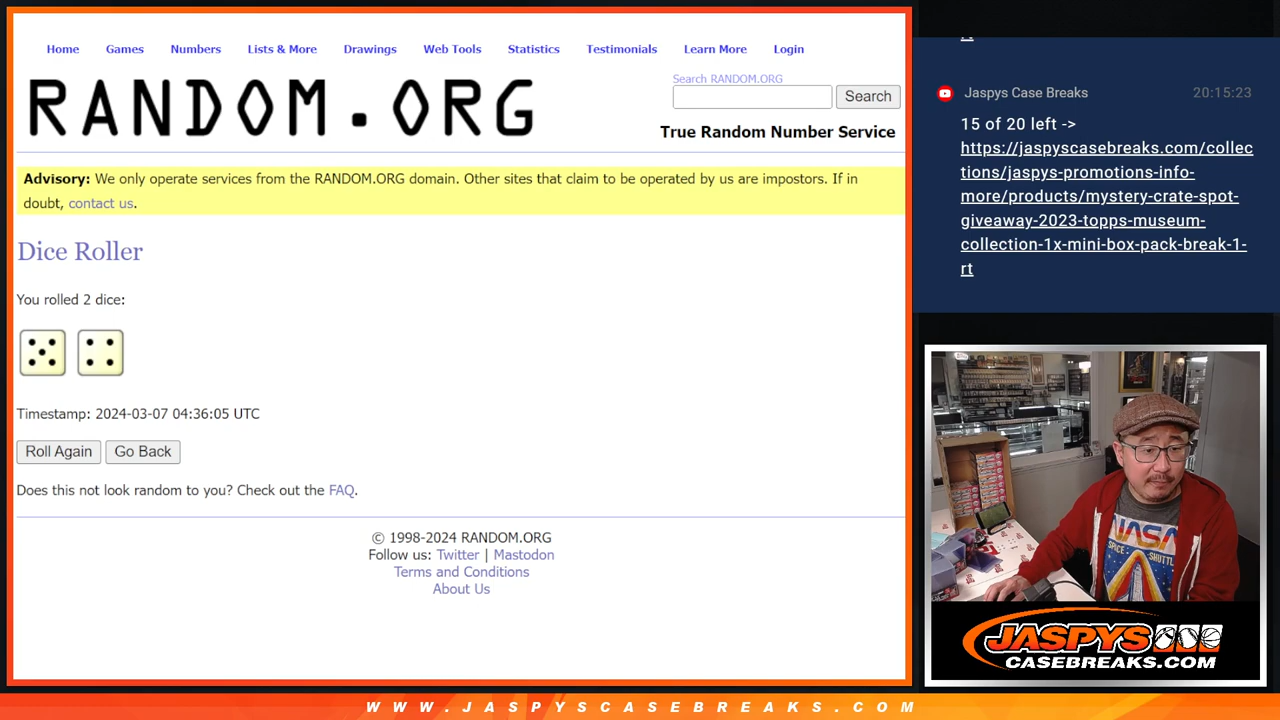 Home Games Numbers Lists & More Drawings Web Tools Statistics Testimonials Learn More Login
RANDOM.ORG
Search RANDOM.ORG
Search
True Random Number Service
Advisory: We only operate services from the RANDOM.ORG domain. Other sites that claim to be operated by us are impostors. If in
doubt, contact us.
Dice Roller
You rolled 2 dice:
Timestamp: 2024-03-07 04:36:05 UTC
Roll Again Go Back
Does this not look random to you? Check out the FAQ.
© 1998-2024 RANDOM.ORG
Follow us: Twitter | Mastodon
Terms and Conditions
About Us
Jaspys Case Breaks 20:15:23
15 of 20 left ->
https://jaspyscasebreaks.com/collec
tions/jaspys-promotions-info-
more/products/mystery-crate-spot-
giveaway-2023-topps-museum-
collection-1x-mini-box-pack-break-1-
rt
NASA
SPACE SHUTTLE
JASPYS
CASEBREAKS.COM
WWW.JASPYSCASEBREAKS.COM